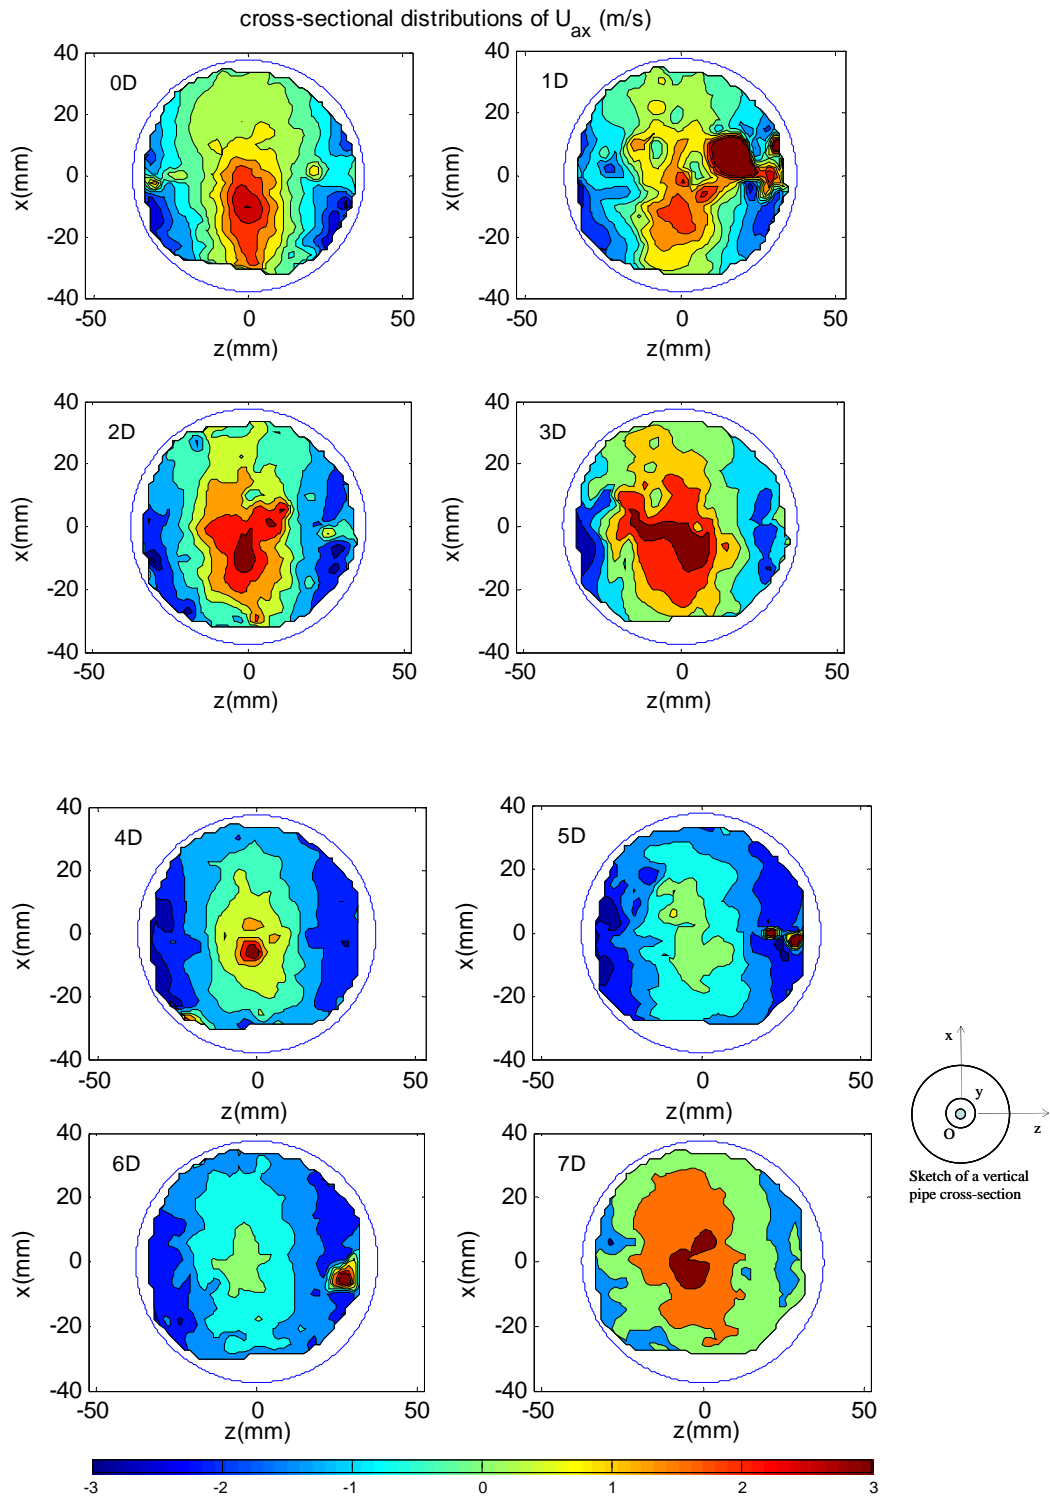 cross-sectional distributions of U_ax (m/s)
40 20 0 -20 -40
x(mm)
0D
-50 0 50
z(mm)
40 20 0 -20 -40
x(mm)
1D
-50 0 50
z(mm)
40 20 0 -20 -40
x(mm)
2D
-50 0 50
z(mm)
40 20 0 -20 -40
x(mm)
3D
-50 0 50
z(mm)
40 20 0 -20 -40
x(mm)
4D
-50 0 50
z(mm)
40 20 0 -20 -40
x(mm)
5D
-50 0 50
z(mm)
x
y
O
z
Sketch of a vertical
pipe cross-section
40 20 0 -20 -40
x(mm)
6D
-50 0 50
z(mm)
40 20 0 -20 -40
x(mm)
7D
-50 0 50
z(mm)
-3 -2 -1 0 1 2 3